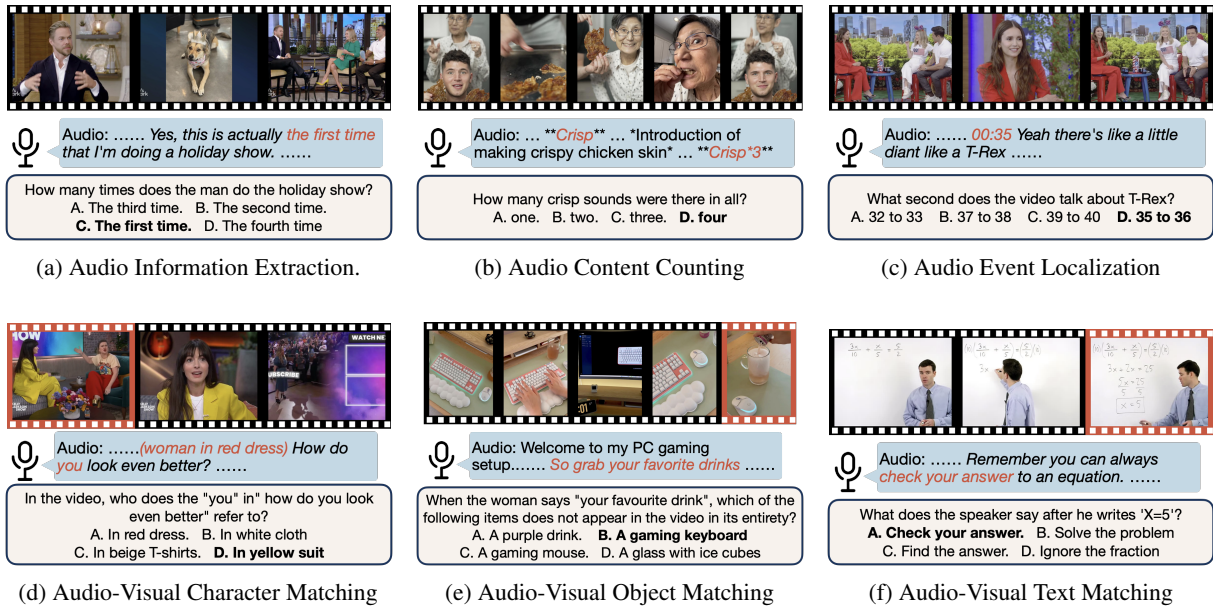 Audio: ...... Yes, this is actually the first time
that I'm doing a holiday show. ......
How many times does the man do the holiday show?
A. The third time. B. The second time.
C. The first time. D. The fourth time
(a) Audio Information Extraction.
Audio: ... **Crisp** ... *Introduction of
making crispy chicken skin* ... **Crisp*3**
How many crisp sounds were there in all?
A. one. B. two. C. three. D. four
(b) Audio Content Counting
Audio: ...... 00:35 Yeah there's like a little
diant like a T-Rex ......
What second does the video talk about T-Rex?
A. 32 to 33 B. 37 to 38 C. 39 to 40 D. 35 to 36
(c) Audio Event Localization
WATCH NE
SUBSCRIBE
Audio: ......(woman in red dress) How do
you look even better? ......
In the video, who does the "you" in" how do you look
even better" refer to?
A. In red dress. B. In white cloth
C. In beige T-shirts. D. In yellow suit
(d) Audio-Visual Character Matching
Audio: Welcome to my PC gaming
setup....... So grab your favorite drinks ......
When the woman says "your favourite drink", which of the
following items does not appear in the video in its entirety?
A. A purple drink. B. A gaming keyboard
C. A gaming mouse. D. A glass with ice cubes
(e) Audio-Visual Object Matching
Audio: ...... Remember you can always
check your answer to an equation. ......
What does the speaker say after he writes 'X=5'?
A. Check your answer. B. Solve the problem
C. Find the answer. D. Ignore the fraction
(f) Audio-Visual Text Matching